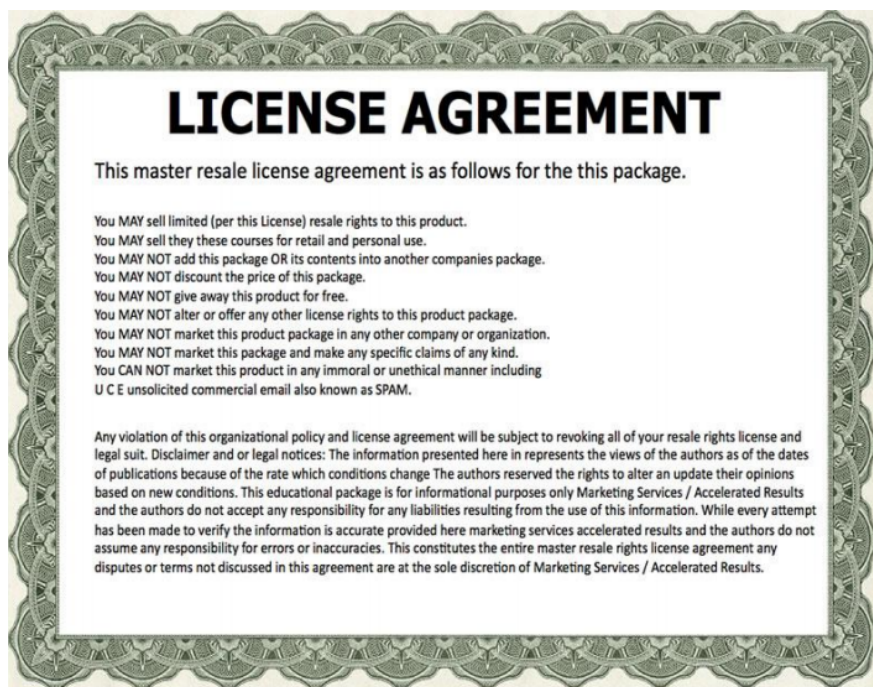 LICENSE AGREEMENT
This master resale license agreement is as follows for the this package.
You MAY sell limited (per this License) resale rights to this product.
You MAY sell they these courses for retail and personal use.
You MAY NOT add this package OR its contents into another companies package.
You MAY NOT discount the price of this package.
You MAY NOT give away this product for free.
You MAY NOT alter or offer any other license rights to this product package.
You MAY NOT market this product package in any other company or organization.
You MAY NOT market this package and make any specific claims of any kind.
You CAN NOT market this product in any immoral or unethical manner including
U C E unsolicited commercial email also known as SPAM.
Any violation of this organizational policy and license agreement will be subject to revoking all of your resale rights license and
legal suit. Disclaimer and or legal notices: The information presented here in represents the views of the authors as of the dates
of publications because of the rate which conditions change The authors reserved the rights to alter an update their opinions
based on new conditions. This educational package is for informational purposes only Marketing Services / Accelerated Results
and the authors do not accept any responsibility for any liabilities resulting from the use of this information. While every attempt
has been made to verify the information is accurate provided here marketing services accelerated results and the authors do not
assume any responsibility for errors or inaccuracies. This constitutes the entire master resale rights license agreement any
disputes or terms not discussed in this agreement are at the sole discretion of Marketing Services / Accelerated Results.